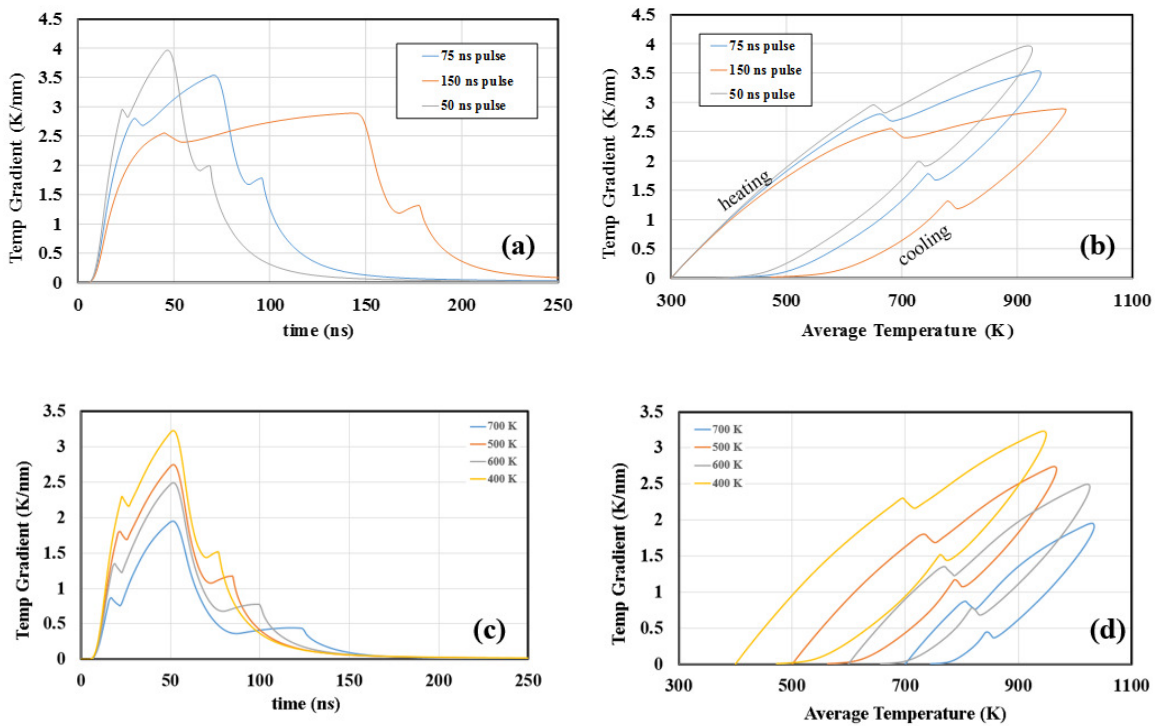 4.5
4
3.5
3
2.5
2
1.5
1
0.5
0
Temp Gradient (K/nm)
75 ns pulse
150 ns pulse
50 ns pulse
(a)
0 50 100 150 200 250
time (ns)
4.5
4
3.5
3
2.5
2
1.5
1
0.5
0
Temp Gradient (K/nm)
75 ns pulse
150 ns pulse
50 ns pulse
heating
cooling
(b)
300 500 700 900 1100
Average Temperature (K)
3.5
3
2.5
2
1.5
1
0.5
0
Temp Gradient (K/nm)
700 K
500 K
600 K
400 K
(c)
0 50 100 150 200 250
time (ns)
3.5
3
2.5
2
1.5
1
0.5
0
Temp Gradient (K/nm)
700 K
500 K
600 K
400 K
(d)
300 500 700 900 1100
Average Temperature (K)